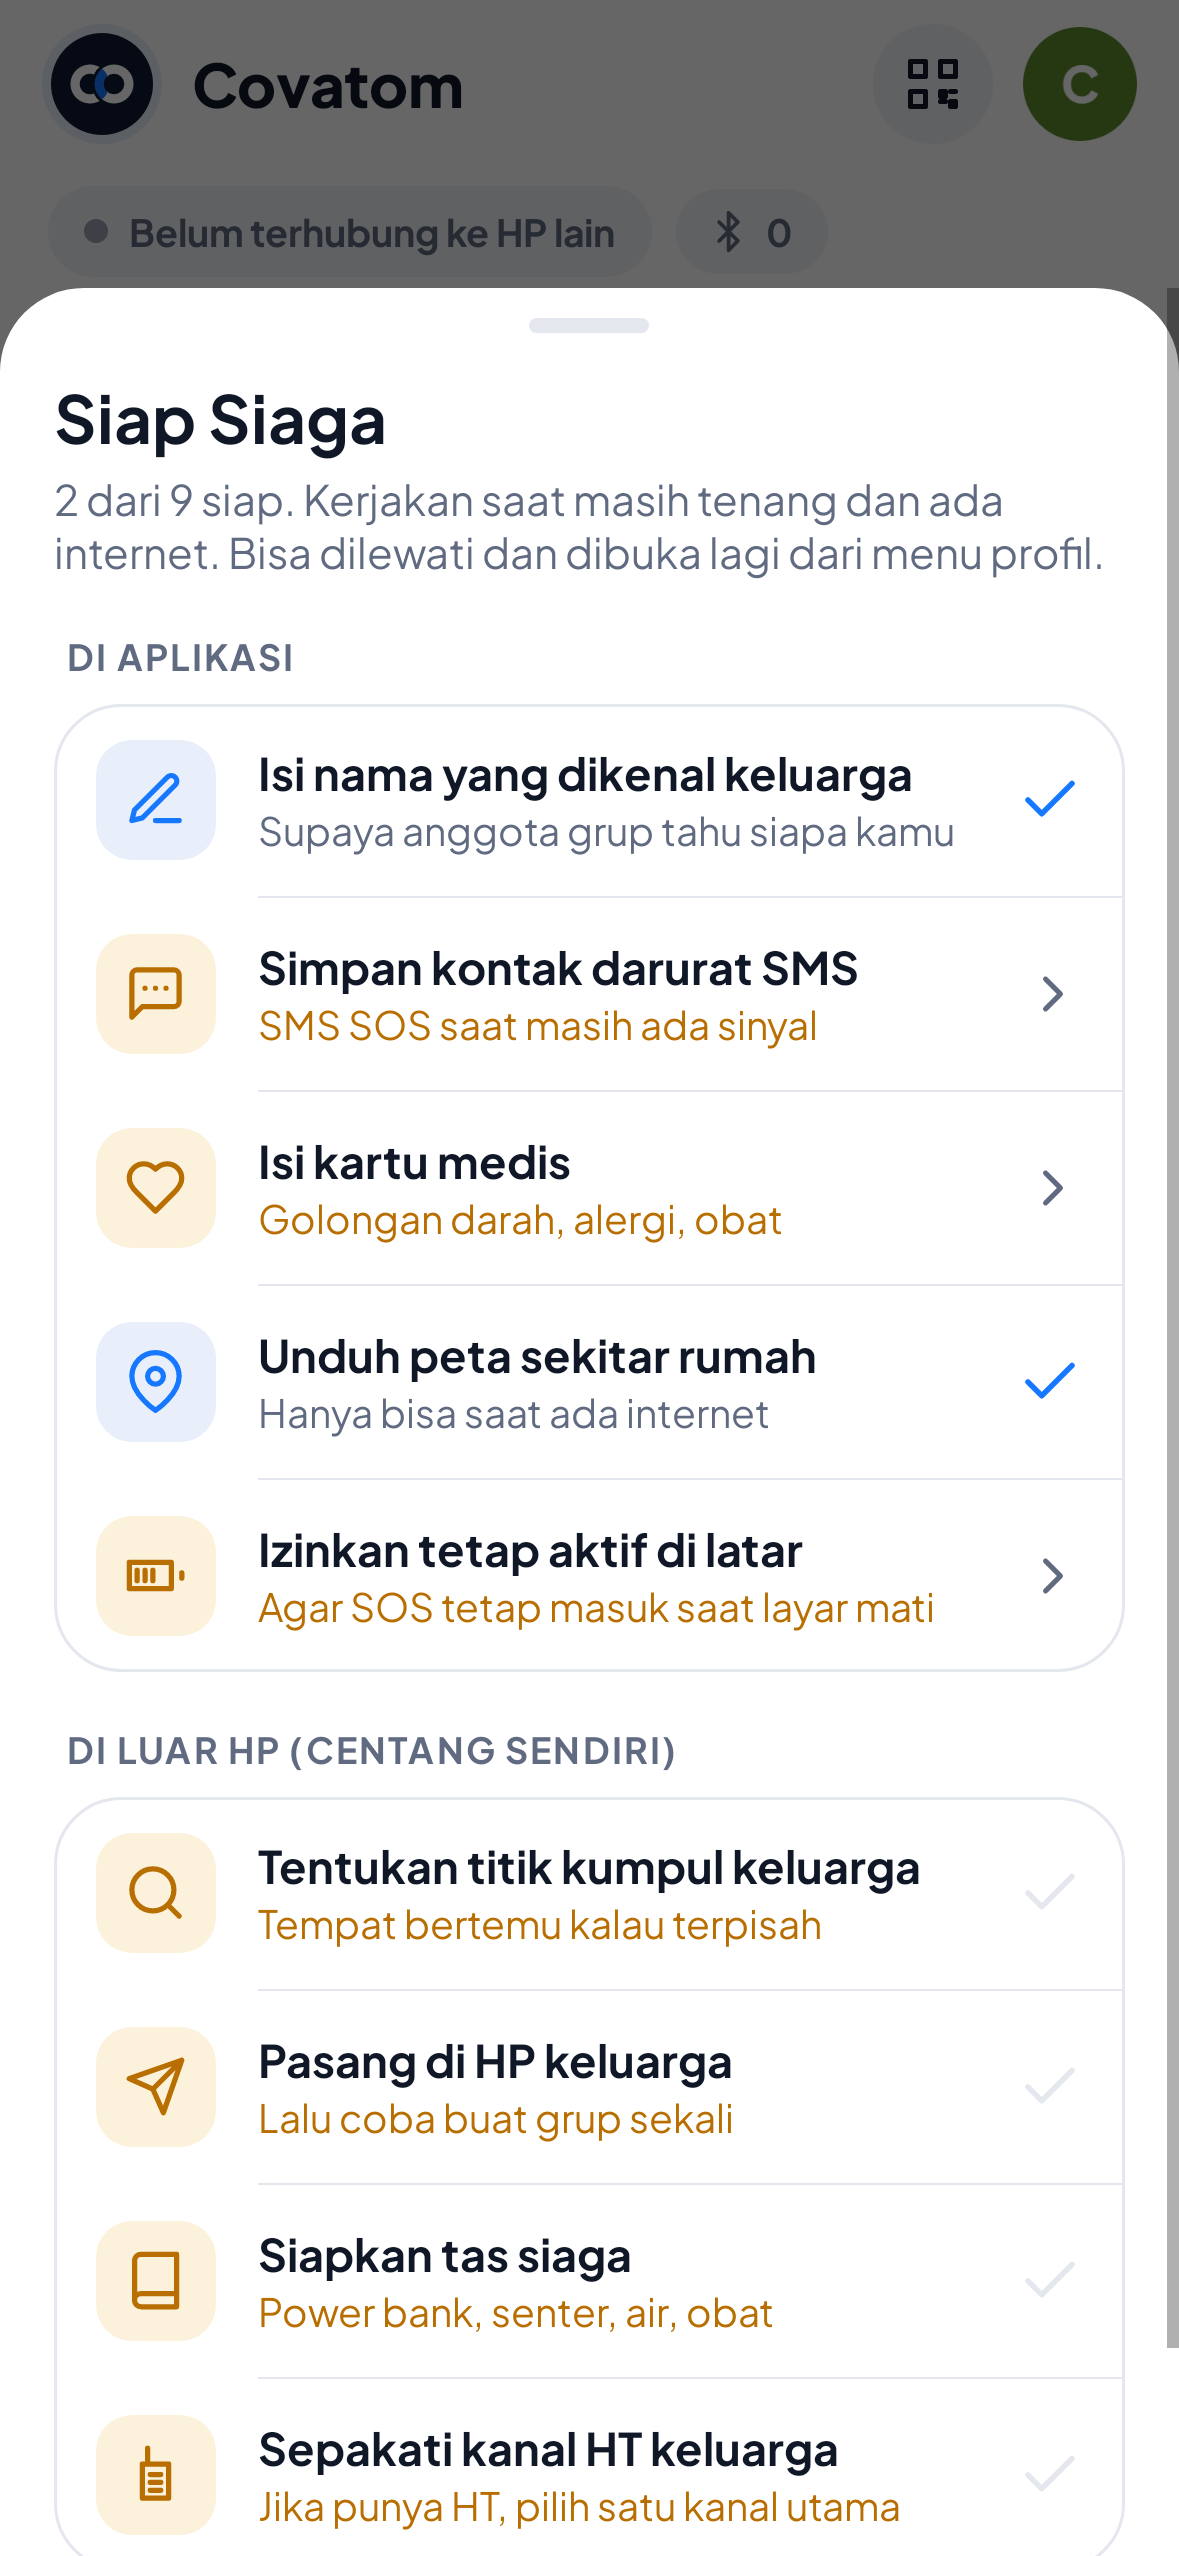 Covatom
C
Belum terhubung ke HP lain
0
Siap Siaga
2 dari 9 siap. Kerjakan saat masih tenang dan ada
internet. Bisa dilewati dan dibuka lagi dari menu profil.
DI APLIKASI
Isi nama yang dikenal keluarga
Supaya anggota grup tahu siapa kamu
Simpan kontak darurat SMS
SMS SOS saat masih ada sinyal
Isi kartu medis
Golongan darah, alergi, obat
Unduh peta sekitar rumah
Hanya bisa saat ada internet
Izinkan tetap aktif di latar
Agar SOS tetap masuk saat layar mati
DI LUAR HP (CENTANG SENDIRI)
Tentukan titik kumpul keluarga
Tempat bertemu kalau terpisah
Pasang di HP keluarga
Lalu coba buat grup sekali
Siapkan tas siaga
Power bank, senter, air, obat
Sepakati kanal HT keluarga
Jika punya HT, pilih satu kanal utama